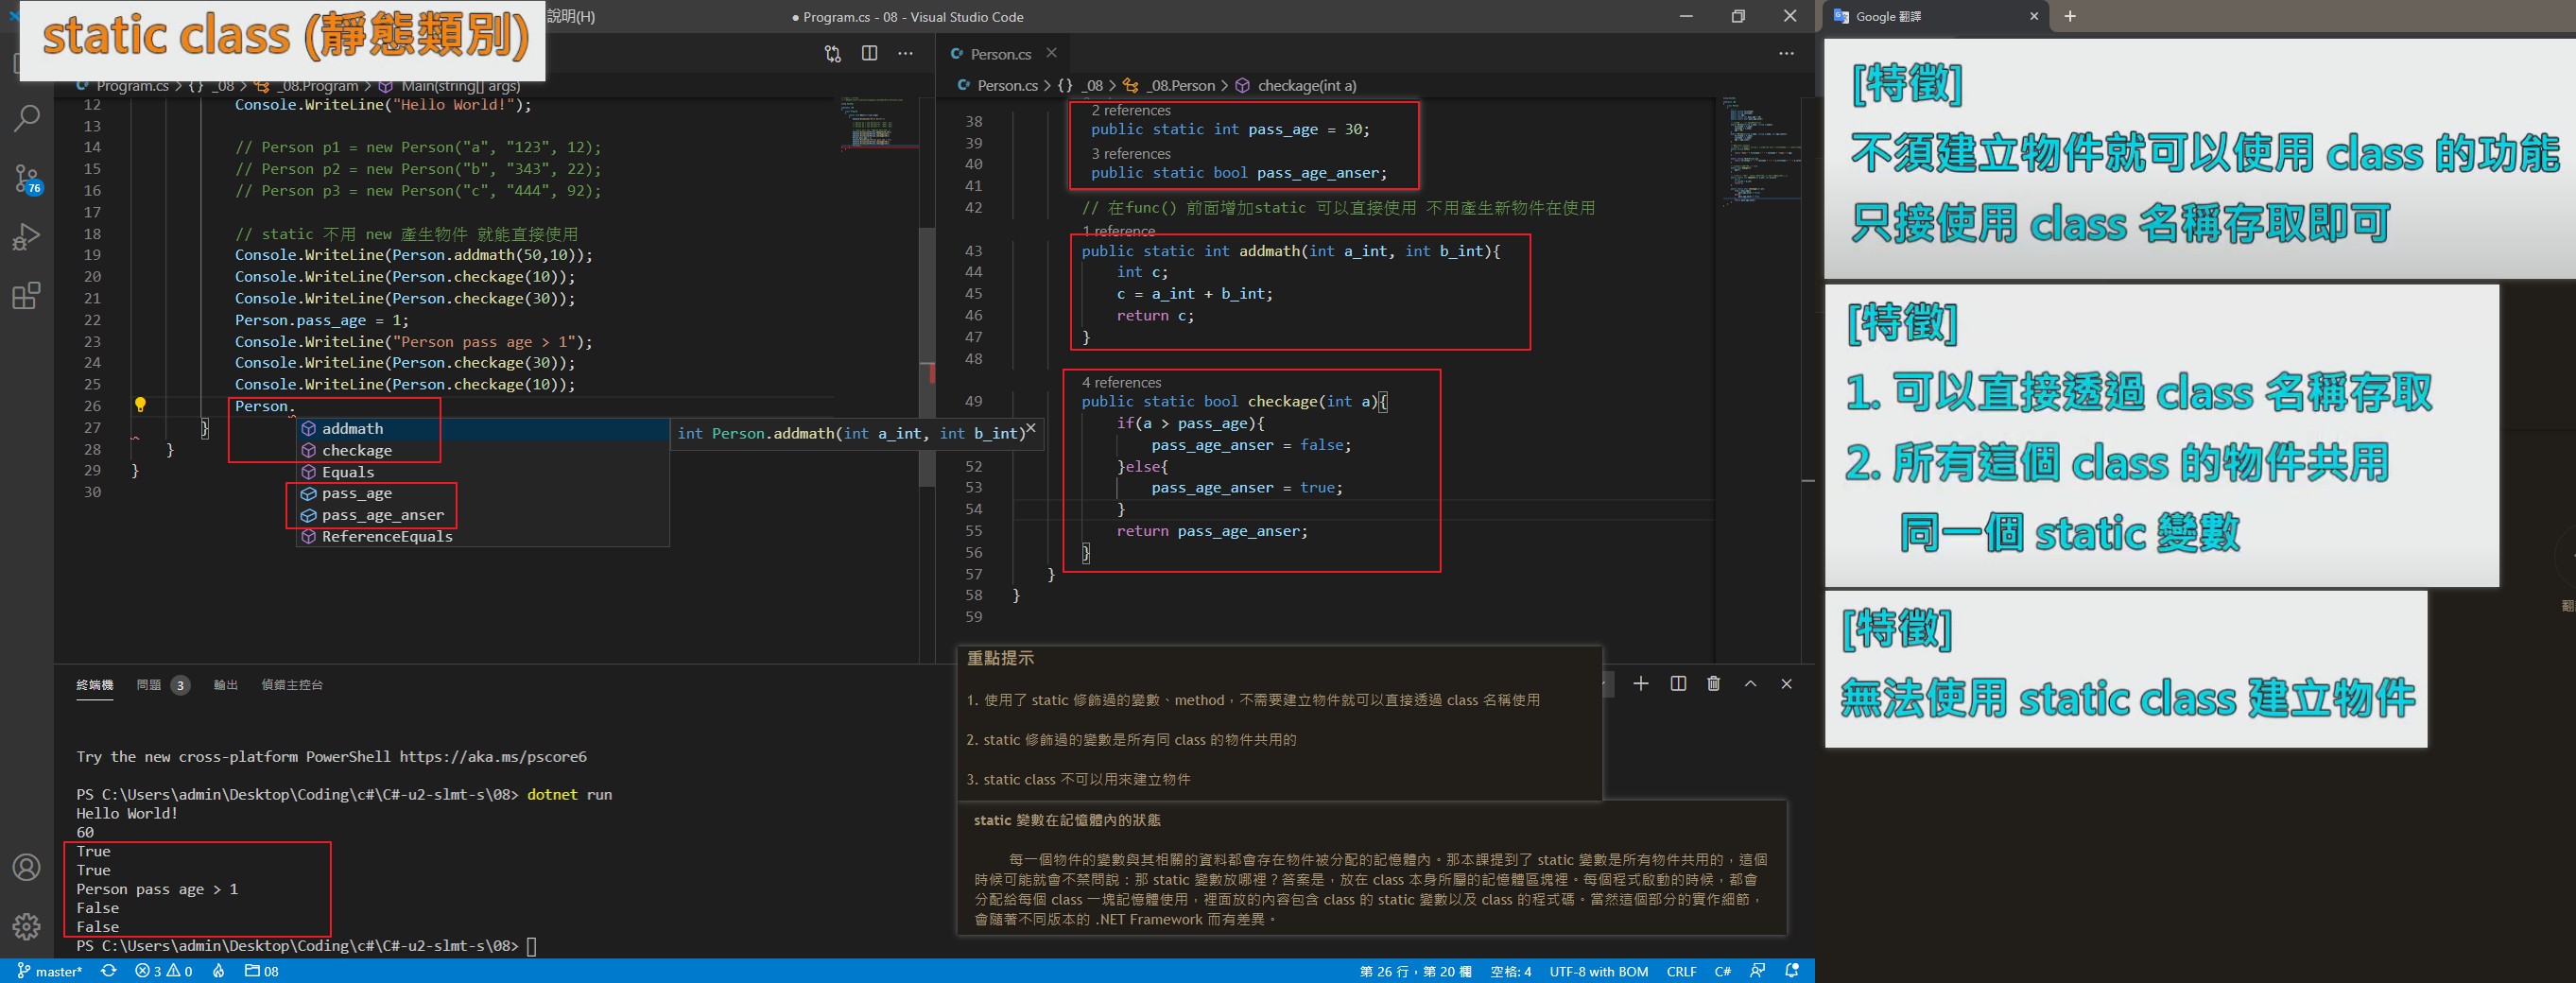 static class (靜態類別)
說明(H)
● Program.cs - 08 - Visual Studio Code
Program.cs > {} _08 > _08.Program > Main(string[] args)
12 Console.WriteLine("Hello World!");
13
14 // Person p1 = new Person("a", "123", 12);
15 // Person p2 = new Person("b", "343", 22);
16 // Person p3 = new Person("c", "444", 92);
17
18 // static 不用 new 產生物件 就能直接使用
19 Console.WriteLine(Person.addmath(50,10));
20 Console.WriteLine(Person.checkage(10));
21 Console.WriteLine(Person.checkage(30));
22 Person.pass_age = 1;
23 Console.WriteLine("Person pass age > 1");
24 Console.WriteLine(Person.checkage(30));
25 Console.WriteLine(Person.checkage(10));
26 Person.
27 }
28 }
29 }
30
addmath
checkage
Equals
pass_age
pass_age_anser
ReferenceEquals
int Person.addmath(int a_int, int b_int)
Person.cs
Person.cs > {} _08 > _08.Person > checkage(int a)
2 references
38 public static int pass_age = 30;
39
3 references
40 public static bool pass_age_anser;
41
42 // 在func() 前面增加static 可以直接使用 不用產生新物件在使用
1 reference
43 public static int addmath(int a_int, int b_int){
44 int c;
45 c = a_int + b_int;
46 return c;
47 }
48
4 references
49 public static bool checkage(int a){
if(a > pass_age){
pass_age_anser = false;
52 }else{
53 pass_age_anser = true;
54 }
55 return pass_age_anser;
56 }
57 }
58 }
59
76
終端機 問題 3 輸出 偵錯主控台
Try the new cross-platform PowerShell https://aka.ms/pscore6
PS C:\Users\admin\Desktop\Coding\c#\C#-u2-slmt-s\08> dotnet run
Hello World!
60
True
True
Person pass age > 1
False
False
PS C:\Users\admin\Desktop\Coding\c#\C#-u2-slmt-s\08>
重點提示
1. 使用了 static 修飾過的變數、method，不需要建立物件就可以直接透過 class 名稱使用
2. static 修飾過的變數是所有同 class 的物件共用的
3. static class 不可以用來建立物件
static 變數在記憶體內的狀態
每一個物件的變數與其相關的資料都會存在物件被分配的記憶體內。那本課提到了 static 變數是所有物件共用的，這個
時候可能就會不禁問說：那 static 變數放哪裡？答案是，放在 class 本身所屬的記憶體區塊裡。每個程式啟動的時候，都會
分配給每個 class 一塊記憶體使用，裡面放的內容包含 class 的 static 變數以及 class 的程式碼。當然這個部分的實作細節，
會隨著不同版本的 .NET Framework 而有差異。
master* 3 0 08
第 26 行，第 20 欄 空格: 4 UTF-8 with BOM CRLF C#
Google 翻譯
[特徵]
不須建立物件就可以使用 class 的功能
只接使用 class 名稱存取即可
[特徵]
1. 可以直接透過 class 名稱存取
2. 所有這個 class 的物件共用
同一個 static 變數
[特徵]
無法使用 static class 建立物件
翻